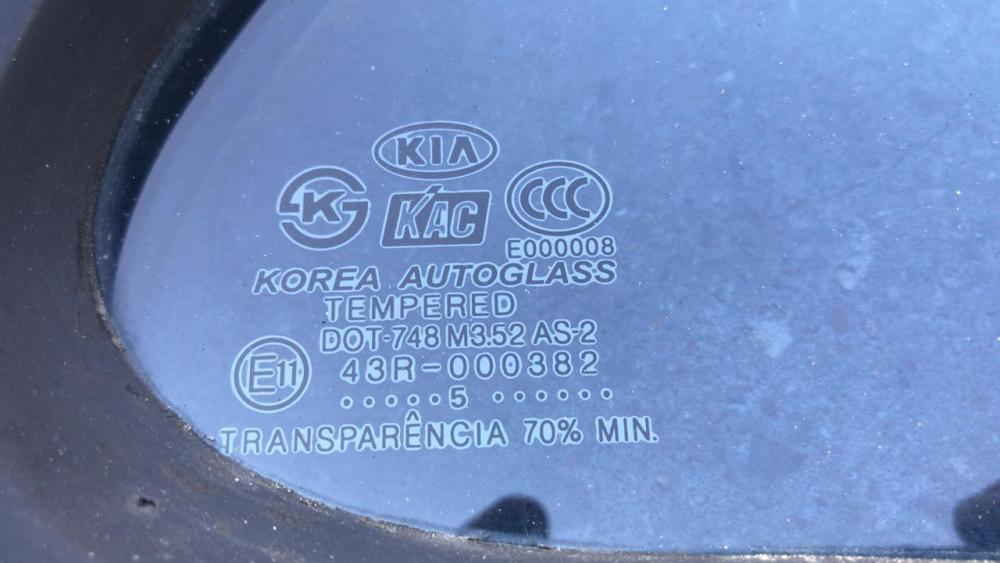 KIA
K
KAC
CCC
E000008
KOREA AUTOGLASS
TEMPERED
DOT-748 M3.52 AS-2
E11
43R-000382
.....5 ......
TRANSPARÊNCIA 70% MIN.